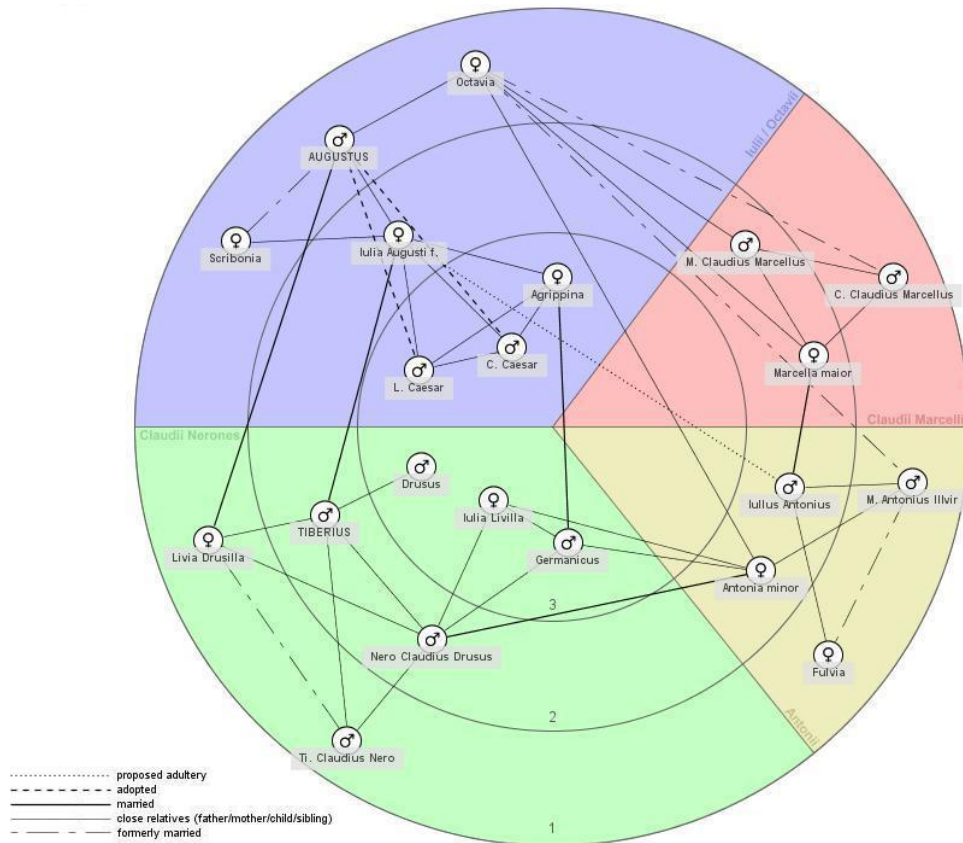 Octavia
Iulii / Octavii
AUGUSTUS
Scribonia
Iulia Augusti f.
M. Claudius Marcellus
Agrippina
C. Claudius Marcellus
C. Caesar
Marcella maior
L. Caesar
Claudii Nerones
Claudii Marcelli
Drusus
Iulia Livilla
Iullus Antonius
M. Antonius IIIvir
TIBERIUS
Livia Drusilla
Germanicus
Antonia minor
3
Nero Claudius Drusus
Fulvia
2
Antonii
Ti. Claudius Nero
proposed adultery
adopted
married
close relatives (father/mother/child/sibling)
formerly married
1